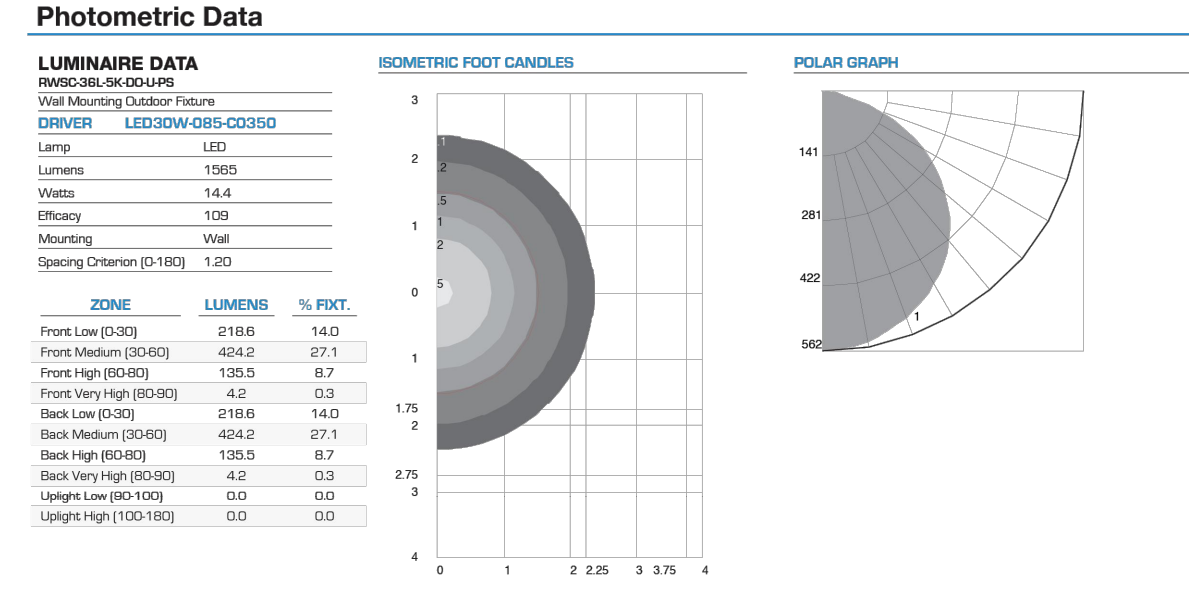 Photometric Data
LUMINAIRE DATA
RWSC-36L-5K-DO-U-PS
Wall Mounting Outdoor Fixture
DRIVER LED30W-085-C0350
Lamp LED
Lumens 1565
Watts 14.4
Efficacy 109
Mounting Wall
Spacing Criterion (0-180) 1.20
ZONE LUMENS % FIXT.
Front Low (0-30) 218.6 14.0
Front Medium (30-60) 424.2 27.1
Front High (60-80) 135.5 8.7
Front Very High (80-90) 4.2 0.3
Back Low (0-30) 218.6 14.0
Back Medium (30-60) 424.2 27.1
Back High (60-80) 135.5 8.7
Back Very High (80-90) 4.2 0.3
Uplight Low (90-100) 0.0 0.0
Uplight High (100-180) 0.0 0.0
ISOMETRIC FOOT CANDLES
3
.1
2
.2
.5
1
1
2
5
0
1
1.75
2
2.75
3
4
0 1 2 2.25 3 3.75 4
POLAR GRAPH
141
281
422
1
562